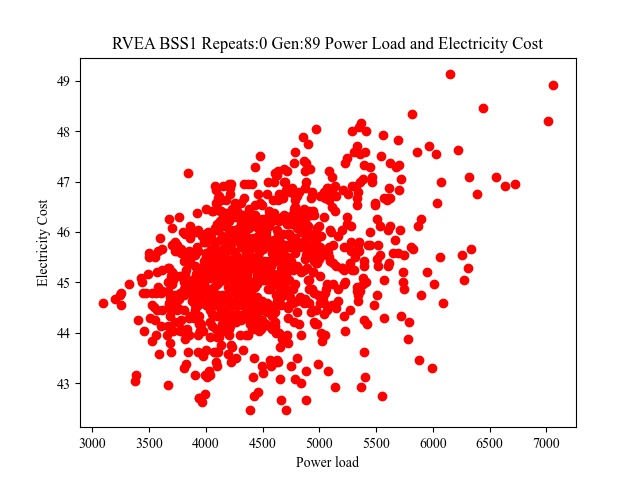 RVEA BSS1 Repeats:0 Gen:89 Power Load and Electricity Cost
49
48
47
46
45
44
43
Electricity Cost
3000 3500 4000 4500 5000 5500 6000 6500 7000
Power load